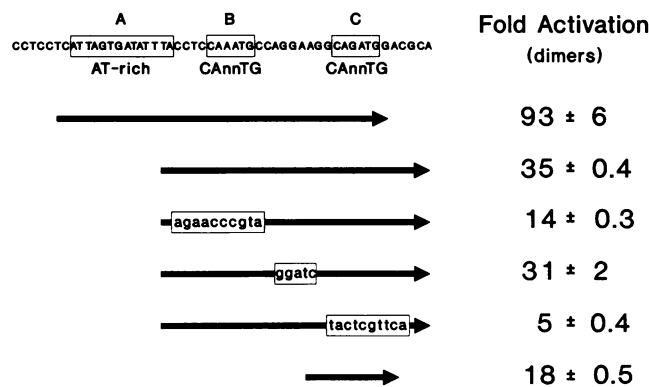 A B C Fold Activation
CCTCCTCATTAGTGATATTTACCTCCAAATGCCAGGAAGGCAGATGGACGCA (dimers)
AT-rich CAnnTG CAnnTG
93 ± 6
35 ± 0.4
agaacccgta 14 ± 0.3
ggatc 31 ± 2
tactcgttca 5 ± 0.4
18 ± 0.5